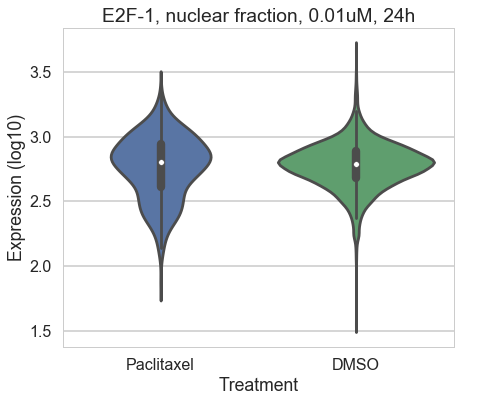 E2F-1, nuclear fraction, 0.01uM, 24h
Expression (log10)
3.5
3.0
2.5
2.0
1.5
Paclitaxel DMSO
Treatment